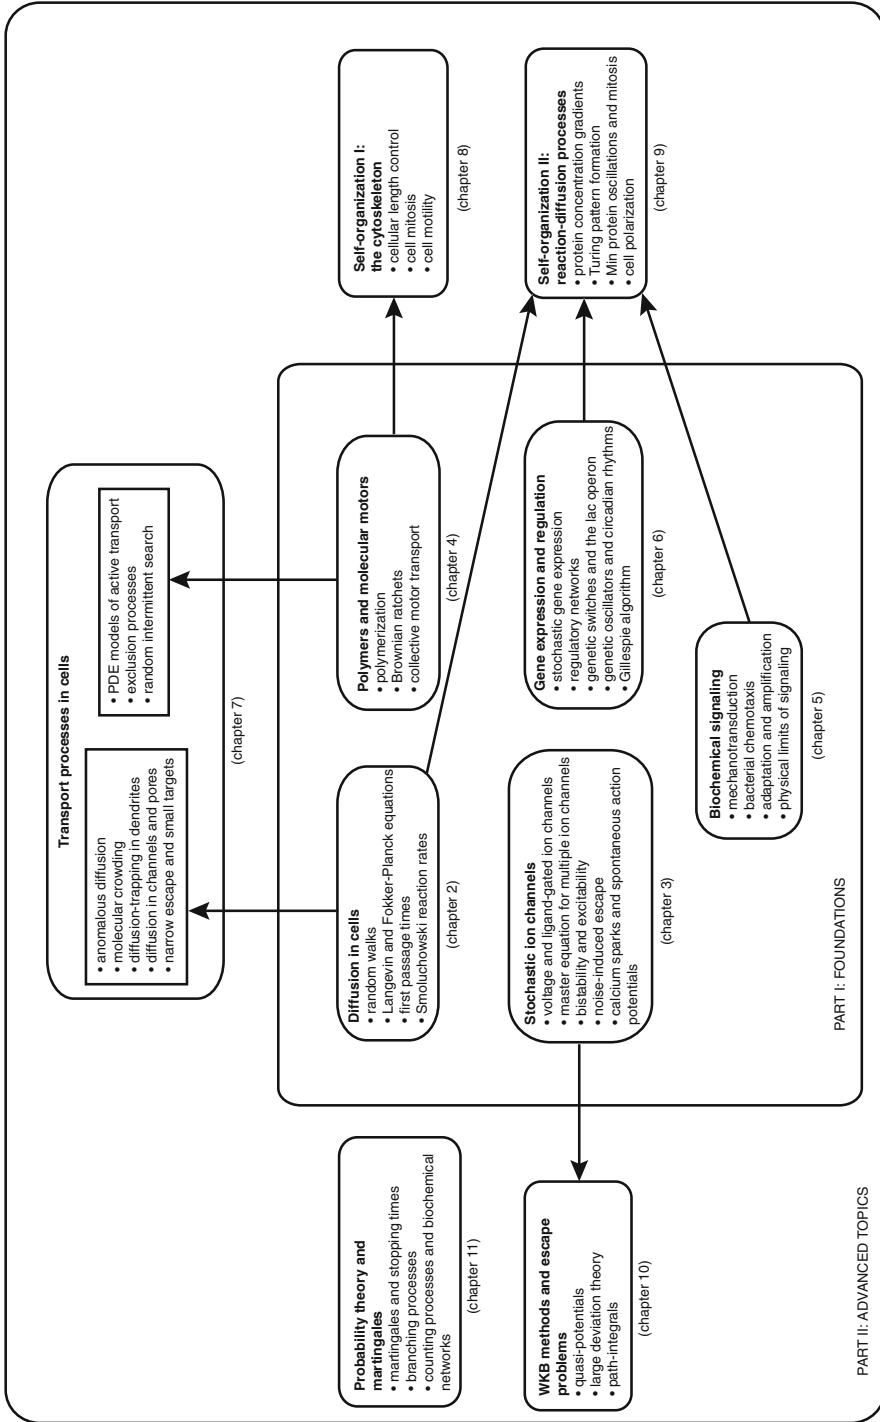 Transport processes in cells
• anomalous diffusion
• molecular crowding
• diffusion-trapping in dendrites
• diffusion in channels and pores
• narrow escape and small targets
• PDE models of active transport
• exclusion processes
• random intermittent search
(chapter 7)
Probability theory and
martingales
• martingales and stopping times
• branching processes
• counting processes and biochemical
networks
(chapter 11)
Diffusion in cells
• random walks
• Langevin and Fokker-Planck equations
• first passage times
• Smoluchowski reaction rates
(chapter 2)
Polymers and molecular motors
• polymerization
• Brownian ratchets
• collective motor transport
(chapter 4)
Self-organization I:
the cytoskeleton
• cellular length control
• cell mitosis
• cell motility
(chapter 8)
WKB methods and escape
problems
• quasi-potentials
• large deviation theory
• path-integrals
(chapter 10)
Stochastic ion channels
• voltage and ligand-gated ion channels
• master equation for multiple ion channels
• bistability and excitability
• noise-induced escape
• calcium sparks and spontaneous action
potentials
(chapter 3)
Gene expression and regulation
• stochastic gene expression
• regulatory networks
• genetic switches and the lac operon
• genetic oscillators and circadian rhythms
• Gillespie algorithm
(chapter 6)
Self-organization II:
reaction-diffusion processes
• protein concentration gradients
• Turing pattern formation
• Min protein oscillations and mitosis
• cell polarization
(chapter 9)
Biochemical signaling
• mechanotransduction
• bacterial chemotaxis
• adaptation and amplification
• physical limits of signaling
(chapter 5)
PART I: FOUNDATIONS
PART II: ADVANCED TOPICS